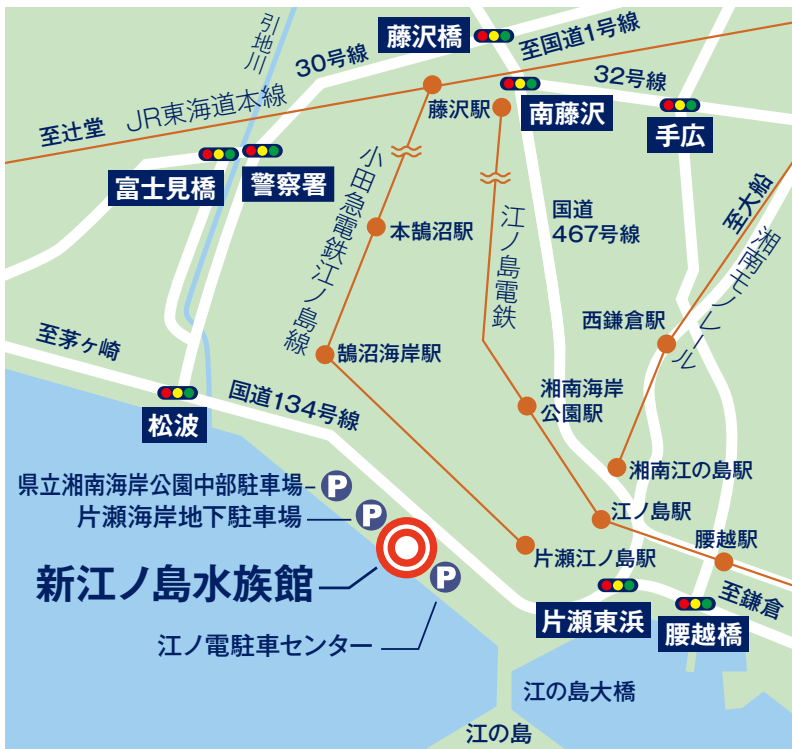 引地川
30号線
藤沢橋
至国道1号線
JR東海道本線
至辻堂
藤沢駅
南藤沢
32号線
手広
富士見橋
警察署
小田急電鉄江ノ島線
本鵠沼駅
江ノ島電鉄
国道
467号線
至大船
湘南モノレール
至茅ヶ崎
鵠沼海岸駅
西鎌倉駅
松波
国道134号線
湘南海岸
公園駅
県立湘南海岸公園中部駐車場
P
片瀬海岸地下駐車場
P
湘南江の島駅
江ノ島駅
腰越駅
新江ノ島水族館
P
片瀬江ノ島駅
至鎌倉
江ノ電駐車センター
片瀬東浜
腰越橋
江の島大橋
江の島